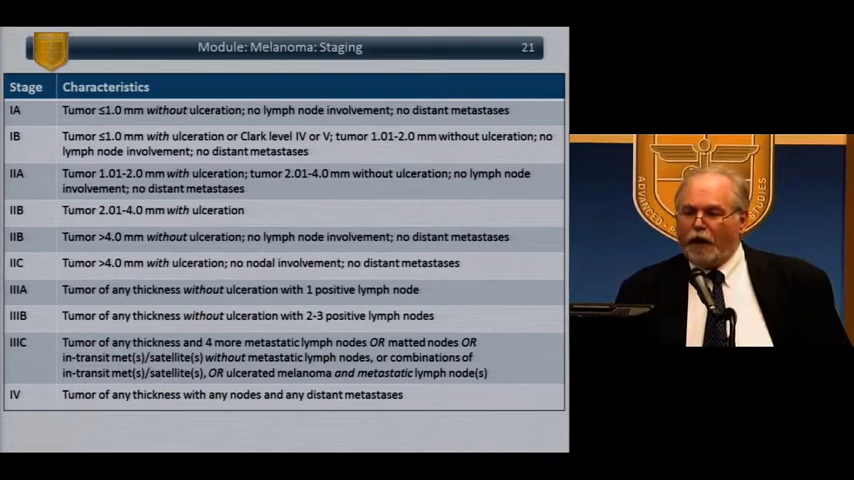 Module: Melanoma: Staging
21
Stage Characteristics
IA Tumor ≤1.0 mm without ulceration; no lymph node involvement; no distant metastases
IB Tumor ≤1.0 mm with ulceration or Clark level IV or V; tumor 1.01-2.0 mm without ulceration; no
lymph node involvement; no distant metastases
IIA Tumor 1.01-2.0 mm with ulceration; tumor 2.01-4.0 mm without ulceration; no lymph node
involvement; no distant metastases
IIB Tumor 2.01-4.0 mm with ulceration
IIB Tumor >4.0 mm without ulceration; no lymph node involvement; no distant metastases
IIC Tumor >4.0 mm with ulceration; no nodal involvement; no distant metastases
IIIA Tumor of any thickness without ulceration with 1 positive lymph node
IIIB Tumor of any thickness without ulceration with 2-3 positive lymph nodes
IIIC Tumor of any thickness and 4 more metastatic lymph nodes OR matted nodes OR
in-transit met(s)/satellite(s) without metastatic lymph nodes, or combinations of
in-transit met(s)/satellite(s), OR ulcerated melanoma and metastatic lymph node(s)
IV Tumor of any thickness with any nodes and any distant metastases
ADVANCED
STUDIES